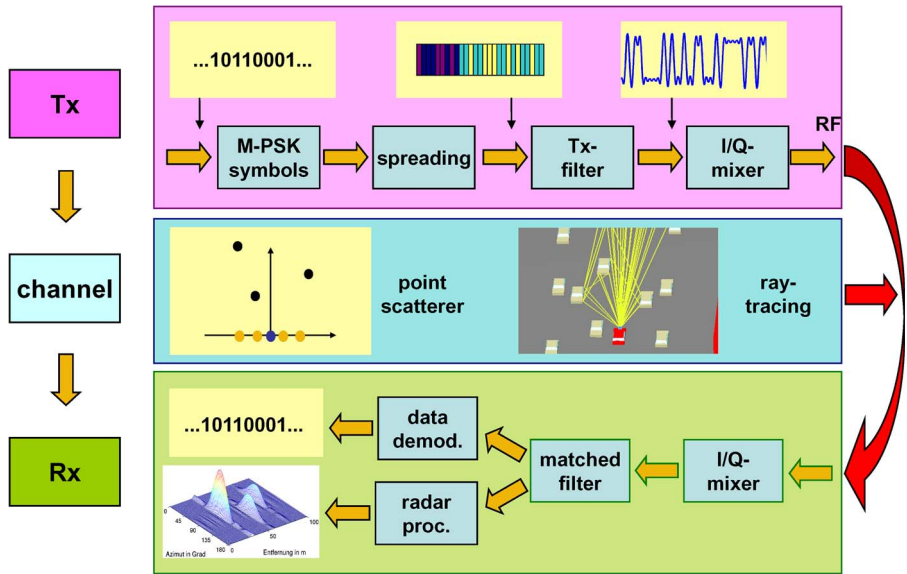 Tx
channel
Rx
...10110001...
M-PSK
symbols
spreading
Tx-
filter
I/Q-
mixer
RF
point
scatterer
ray-
tracing
...10110001...
data
demod.
matched
filter
I/Q-
mixer
radar
proc.
0
45
90
135
180
0
50
100
Azimut in Grad
Entfernung in m